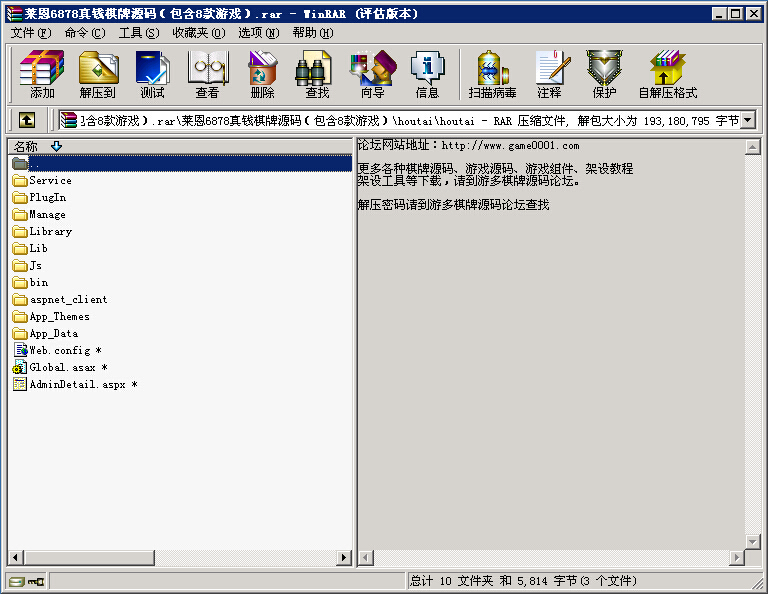 莱恩6878真钱棋牌源码(包含8款游戏).rar - WinRAR (评估版本)
文件(F) 命令(C) 工具(S) 收藏夹(O) 选项(N) 帮助(H)
添加 解压到 测试 查看 删除 查找 向导 信息 扫描病毒 注释 保护 自解压格式
含8款游戏).rar\莱恩6878真钱棋牌源码(包含8款游戏)\houtai\houtai - RAR 压缩文件, 解包大小为 193,180,795 字节
名称
..
Service
PlugIn
Manage
Library
Lib
Js
bin
aspnet_client
App_Themes
App_Data
Web.config *
Global.asax *
AdminDetail.aspx *
论坛网站地址：http://www.game0001.com
更多各种棋牌源码、游戏源码、游戏组件、架设教程
架设工具等下载，请到游多棋牌源码论坛。
解压密码请到游多棋牌源码论坛查找
总计 10 文件夹 和 5,814 字节(3 个文件)